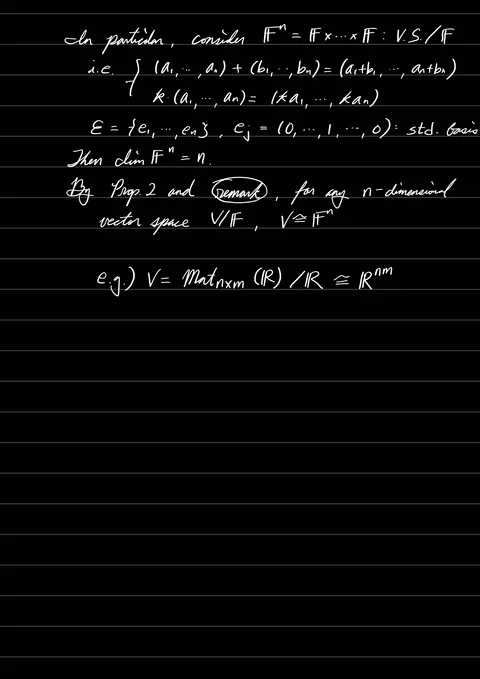 In particular, consider 𝔽ⁿ = 𝔽 × ⋯ × 𝔽 : V.S./𝔽
i.e. { (a₁, ⋯, aₙ) + (b₁, ⋯, bₙ) = (a₁+b₁, ⋯, aₙ+bₙ)
k·(a₁, ⋯, aₙ) = (ka₁, ⋯, kaₙ)
ℰ = {e₁, ⋯, eₙ}, eⱼ = (0, ⋯, 1, ⋯, 0) : std. basis
Then dim 𝔽ⁿ = n.
By Prop. 2 and remark, for any n-dimensional
vector space V/𝔽, V ≅ 𝔽ⁿ
e.g.) V = Matₙₓₘ(ℝ)/ℝ ≅ ℝⁿᵐ